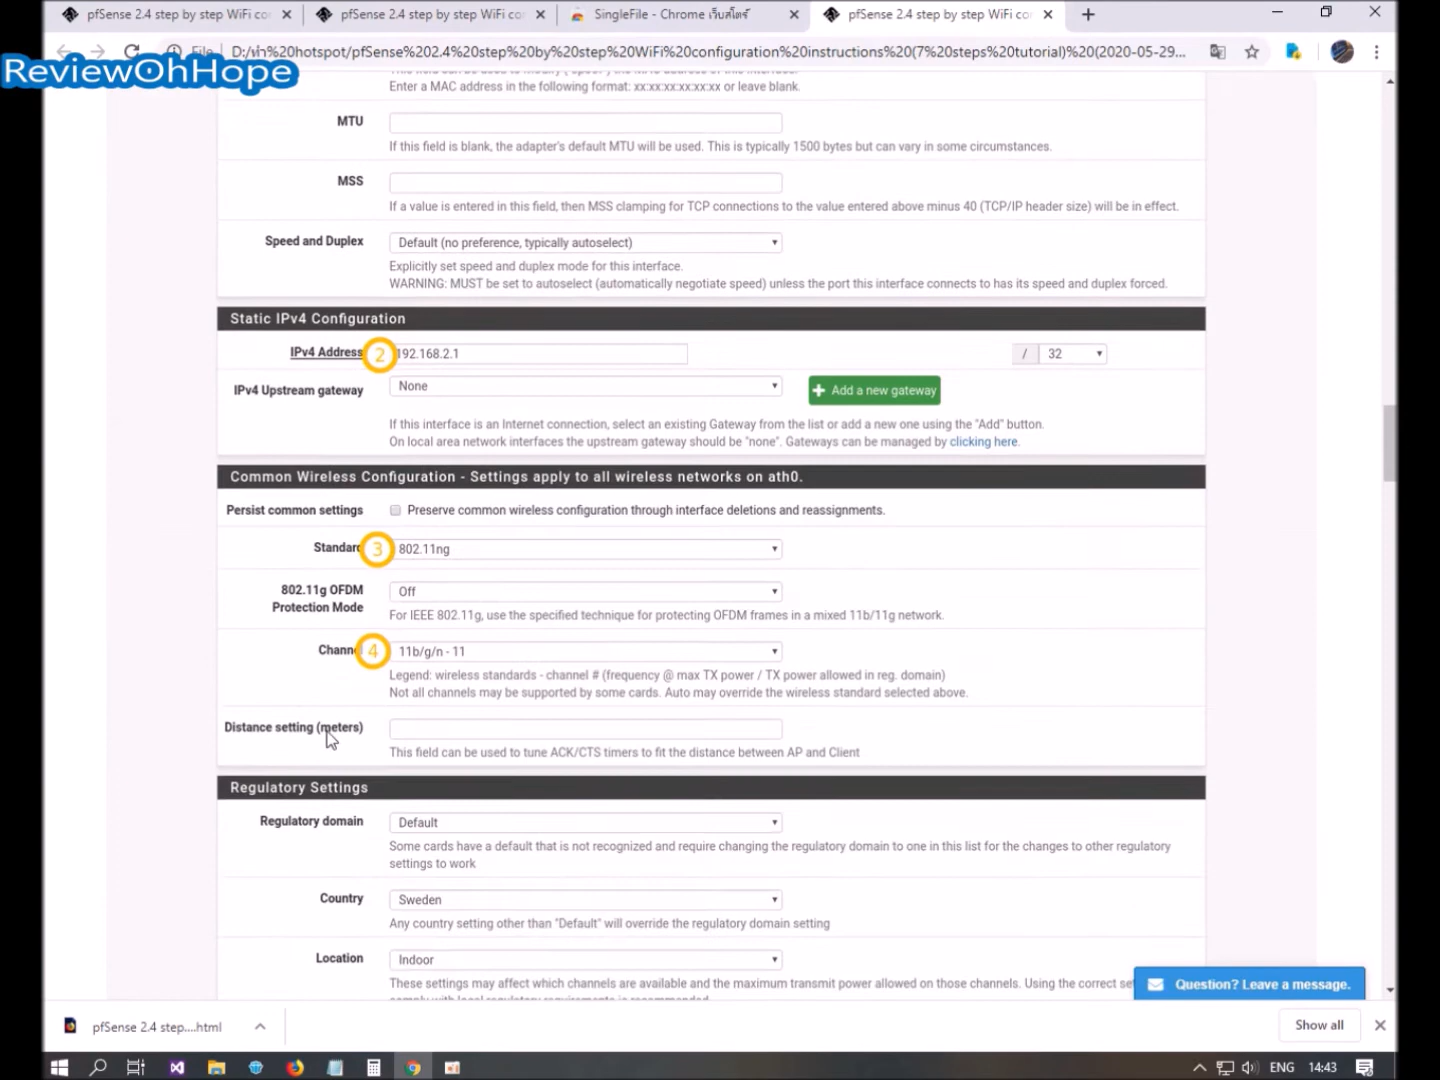 pfSense 2.4 step by step WiFi co
pfSense 2.4 step by step WiFi co
SingleFile - Chrome เว็บสโตร์
pfSense 2.4 step by step WiFi co
File
D:/ทำ%20hotspot/pfSense%202.4%20step%20by%20step%20WiFi%20configuration%20instructions%20(7%20steps%20tutorial)%20(2020-05-29...
ReviewOhHope
Enter a MAC address in the following format: xx:xx:xx:xx:xx:xx or leave blank.
MTU
If this field is blank, the adapter's default MTU will be used. This is typically 1500 bytes but can vary in some circumstances.
MSS
If a value is entered in this field, then MSS clamping for TCP connections to the value entered above minus 40 (TCP/IP header size) will be in effect.
Speed and Duplex
Default (no preference, typically autoselect)
Explicitly set speed and duplex mode for this interface.
WARNING: MUST be set to autoselect (automatically negotiate speed) unless the port this interface connects to has its speed and duplex forced.
Static IPv4 Configuration
IPv4 Address
2
192.168.2.1
/ 32
IPv4 Upstream gateway
None
Add a new gateway
If this interface is an Internet connection, select an existing Gateway from the list or add a new one using the "Add" button.
On local area network interfaces the upstream gateway should be "none". Gateways can be managed by clicking here.
Common Wireless Configuration - Settings apply to all wireless networks on ath0.
Persist common settings
Preserve common wireless configuration through interface deletions and reassignments.
Standard
3
802.11ng
802.11g OFDM
Protection Mode
Off
For IEEE 802.11g, use the specified technique for protecting OFDM frames in a mixed 11b/11g network.
Channel
4
11b/g/n - 11
Legend: wireless standards - channel # (frequency @ max TX power / TX power allowed in reg. domain)
Not all channels may be supported by some cards. Auto may override the wireless standard selected above.
Distance setting (meters)
This field can be used to tune ACK/CTS timers to fit the distance between AP and Client
Regulatory Settings
Regulatory domain
Default
Some cards have a default that is not recognized and require changing the regulatory domain to one in this list for the changes to other regulatory
settings to work
Country
Sweden
Any country setting other than "Default" will override the regulatory domain setting
Location
Indoor
These settings may affect which channels are available and the maximum transmit power allowed on those channels. Using the correct se
Question? Leave a message.
pfSense 2.4 step....html
Show all
ENG
14:43